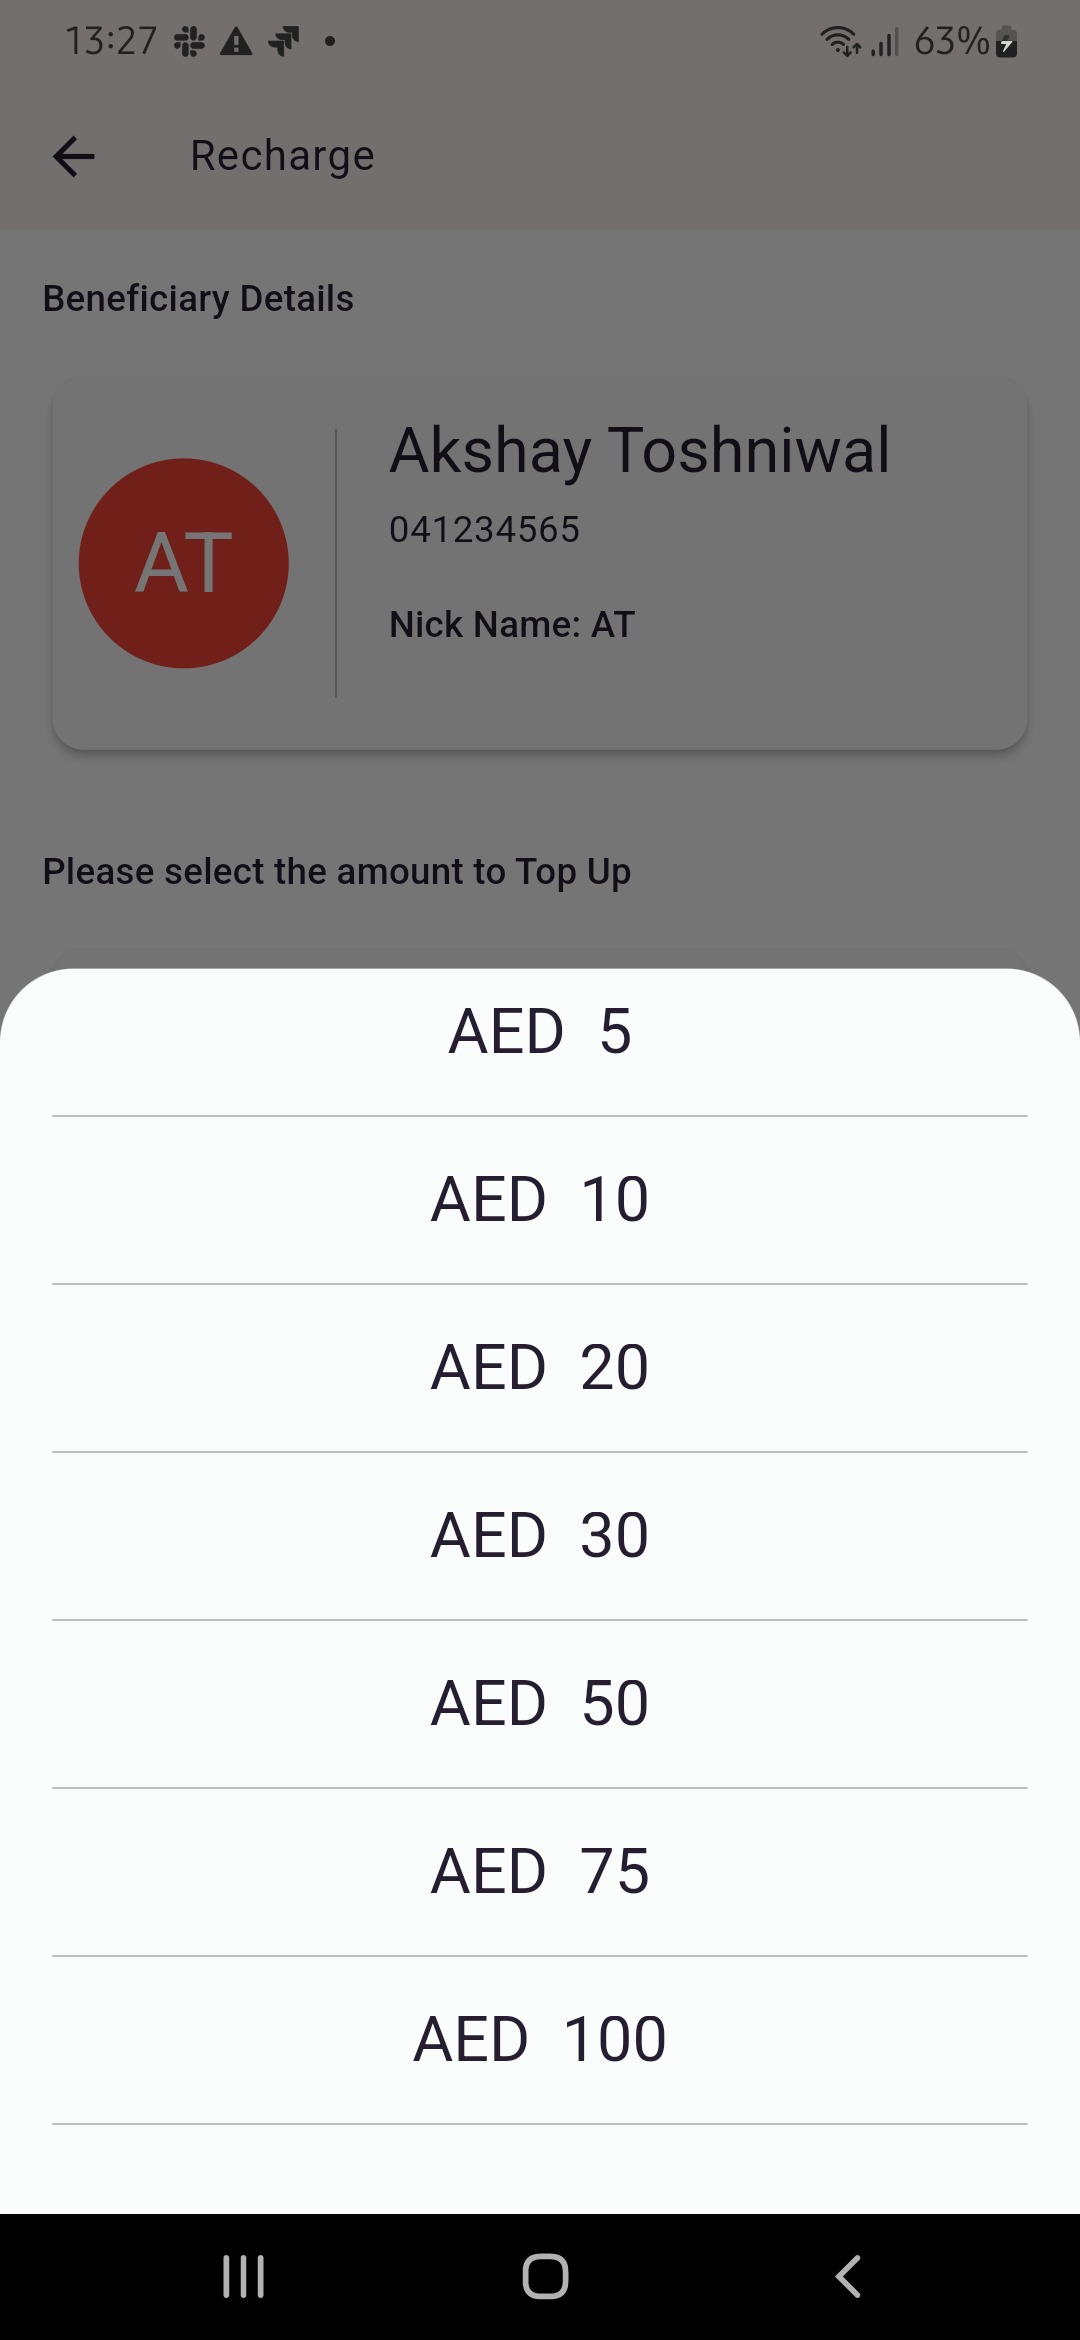 13:27
63%
Recharge
Beneficiary Details
AT
Akshay Toshniwal
041234565
Nick Name: AT
Please select the amount to Top Up
AED 5
AED 10
AED 20
AED 30
AED 50
AED 75
AED 100